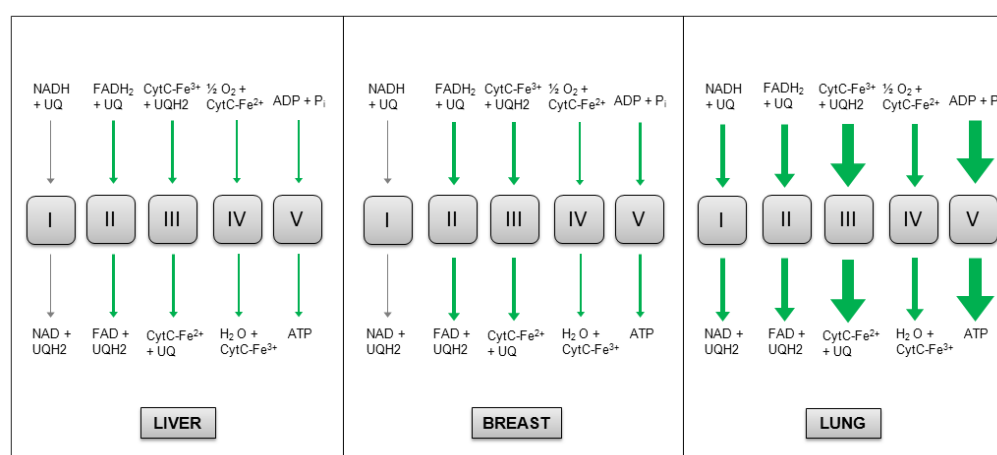 NADH + UQ
FADH₂ + UQ
CytC-Fe³⁺ + UQH2
½ O₂ + CytC-Fe²⁺
ADP + Pᵢ
I
II
III
IV
V
NAD + UQH2
FAD + UQH2
CytC-Fe²⁺ + UQ
H₂ O + CytC-Fe³⁺
ATP
LIVER
NADH + UQ
FADH₂ + UQ
CytC-Fe³⁺ + UQH2
½ O₂ + CytC-Fe²⁺
ADP + Pᵢ
I
II
III
IV
V
NAD + UQH2
FAD + UQH2
CytC-Fe²⁺ + UQ
H₂ O + CytC-Fe³⁺
ATP
BREAST
NADH + UQ
FADH₂ + UQ
CytC-Fe³⁺ + UQH2
½ O₂ + CytC-Fe²⁺
ADP + P
I
II
III
IV
V
NAD + UQH2
FAD + UQH2
CytC-Fe²⁺ + UQ
H₂ O + CytC-Fe³⁺
ATP
LUNG